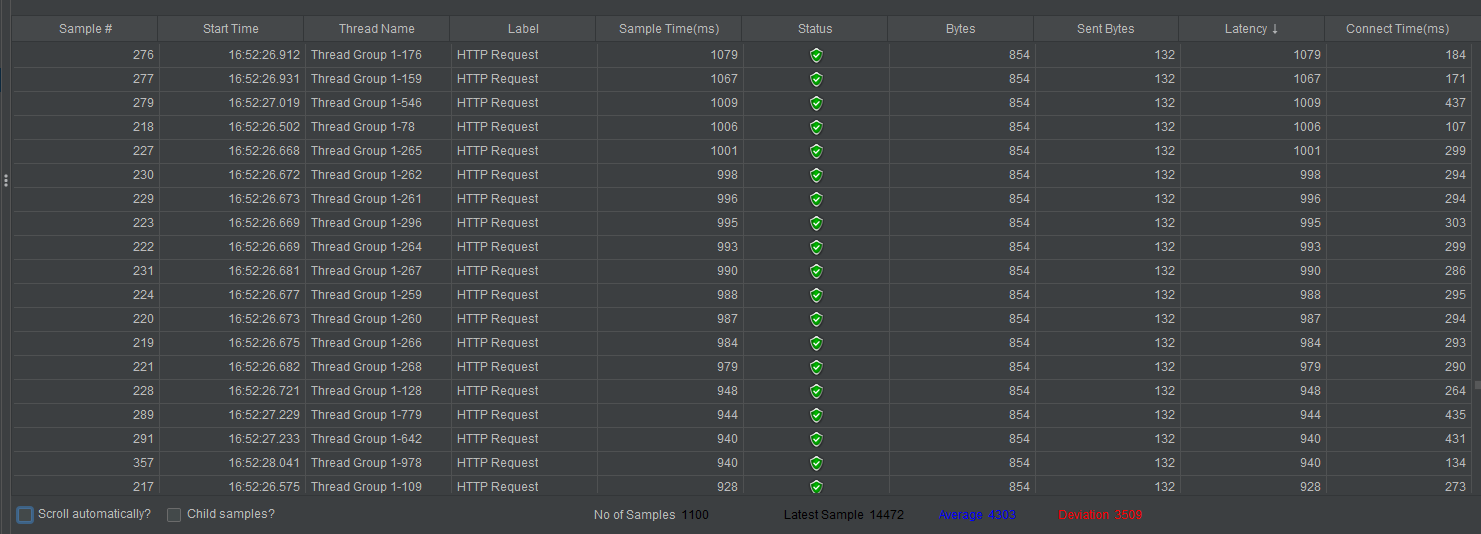 Sample # Start Time Thread Name Label Sample Time(ms) Status Bytes Sent Bytes Latency ↓ Connect Time(ms)
276 16:52:26.912 Thread Group 1-176 HTTP Request 1079 854 132 1079 184
277 16:52:26.931 Thread Group 1-159 HTTP Request 1067 854 132 1067 171
279 16:52:27.019 Thread Group 1-546 HTTP Request 1009 854 132 1009 437
218 16:52:26.502 Thread Group 1-78 HTTP Request 1006 854 132 1006 107
227 16:52:26.668 Thread Group 1-265 HTTP Request 1001 854 132 1001 299
230 16:52:26.672 Thread Group 1-262 HTTP Request 998 854 132 998 294
229 16:52:26.673 Thread Group 1-261 HTTP Request 996 854 132 996 294
223 16:52:26.669 Thread Group 1-296 HTTP Request 995 854 132 995 303
222 16:52:26.669 Thread Group 1-264 HTTP Request 993 854 132 993 299
231 16:52:26.681 Thread Group 1-267 HTTP Request 990 854 132 990 286
224 16:52:26.677 Thread Group 1-259 HTTP Request 988 854 132 988 295
220 16:52:26.673 Thread Group 1-260 HTTP Request 987 854 132 987 294
219 16:52:26.675 Thread Group 1-266 HTTP Request 984 854 132 984 293
221 16:52:26.682 Thread Group 1-268 HTTP Request 979 854 132 979 290
228 16:52:26.721 Thread Group 1-128 HTTP Request 948 854 132 948 264
289 16:52:27.229 Thread Group 1-779 HTTP Request 944 854 132 944 435
291 16:52:27.233 Thread Group 1-642 HTTP Request 940 854 132 940 431
357 16:52:28.041 Thread Group 1-978 HTTP Request 940 854 132 940 134
217 16:52:26.575 Thread Group 1-109 HTTP Request 928 854 132 928 273
Scroll automatically? Child samples? No of Samples 1100 Latest Sample 14472 Average 4303 Deviation 3509